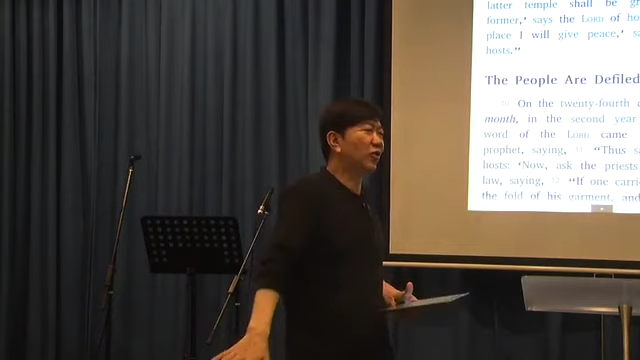 latter temple shall be
former,' says the LORD of
place I will give peace,'
hosts."
The People Are Defiled
On the twenty-fourth
month, in the second year
word of the LORD came
prophet, saying, 11 "Thus
hosts: 'Now, ask the priests
law, saying, 12 "If one
the fold of his garment, and